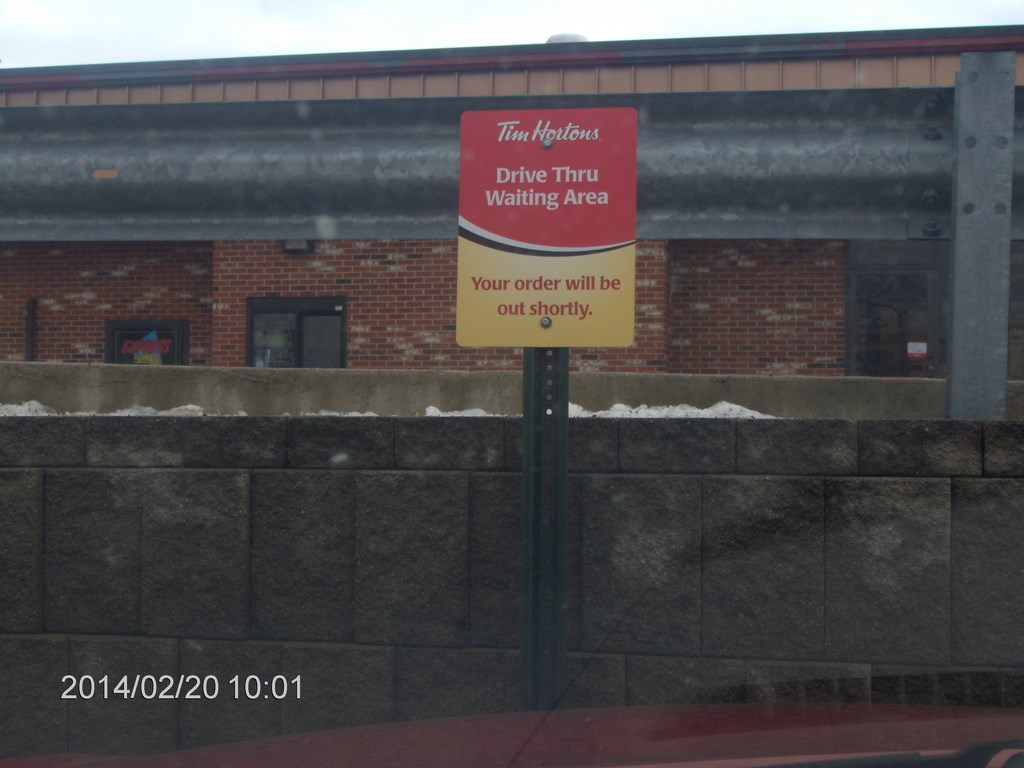 Tim Hortons
Drive Thru
Waiting Area
Your order will be
out shortly.
2014/02/20 10:01